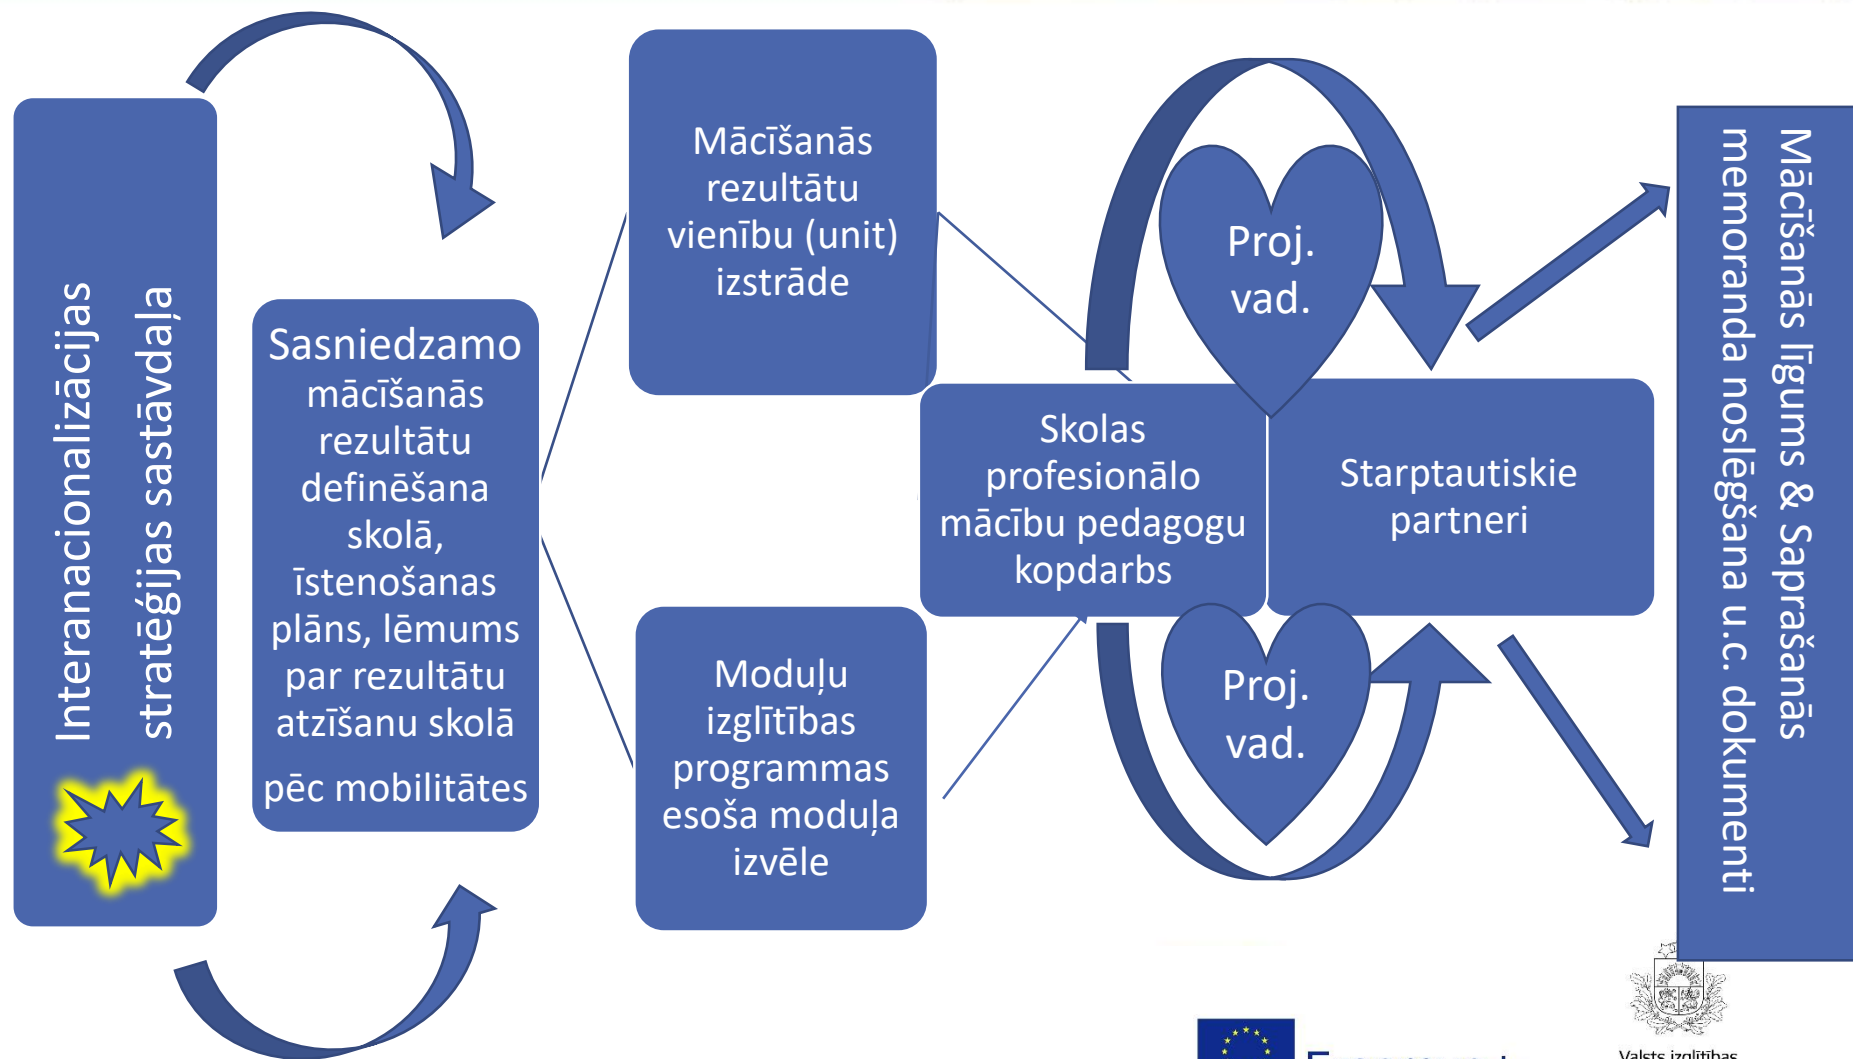 Interanacionalizācijas
stratēģijas sastāvdaļa
Sasniedzamo
mācīšanās
rezultātu
definēšana
skolā,
īstenošanas
plāns, lēmums
par rezultātu
atzīšanu skolā
pēc mobilitātes
Mācīšanās
rezultātu
vienību (unit)
izstrāde
Moduļu
izglītības
programmas
esoša moduļa
izvēle
Skolas
profesionālo
mācību pedagogu
kopdarbs
Proj.
vad.
Proj.
vad.
Starptautiskie
partneri
Mācīšanās līgums & Saprašanās
memoranda noslēgšana u.c. dokumenti
Valsts izglītības